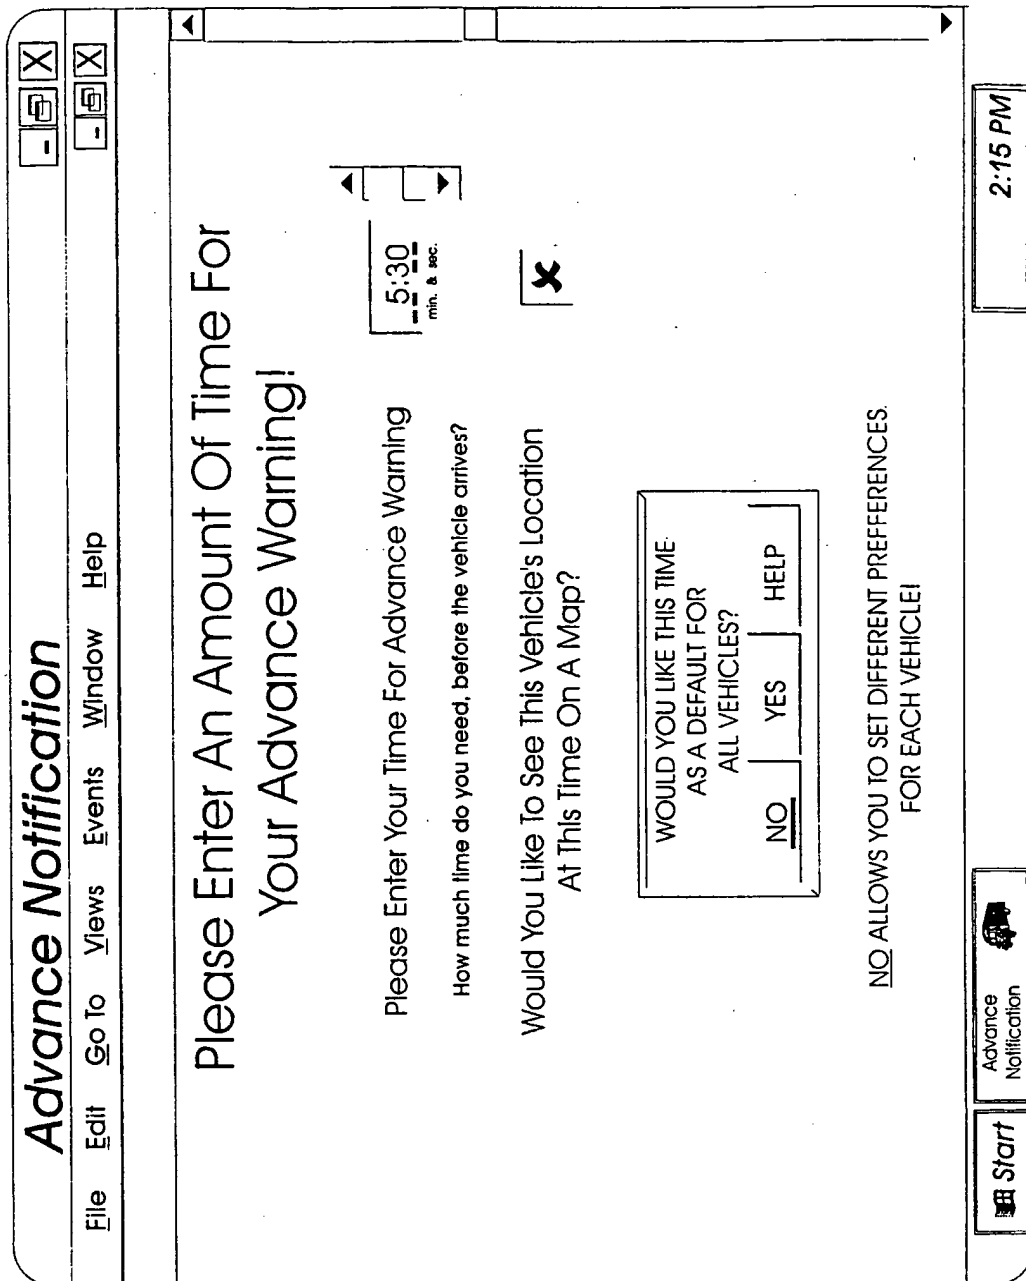 Advance Notification
File Edit Go To Views Events Window Help
Please Enter An Amount Of Time For
Your Advance Warning!
Please Enter Your Time For Advance Warning
5:30
min. & sec.
How much time do you need, before the vehicle arrives?
Would You Like To See This Vehicle's Location
At This Time On A Map?
WOULD YOU LIKE THIS TIME
AS A DEFAULT FOR
ALL VEHICLES?
NO YES HELP
NO ALLOWS YOU TO SET DIFFERENT PREFFERENCES.
FOR EACH VEHICLE!
Start
Advance
Notification
2:15 PM